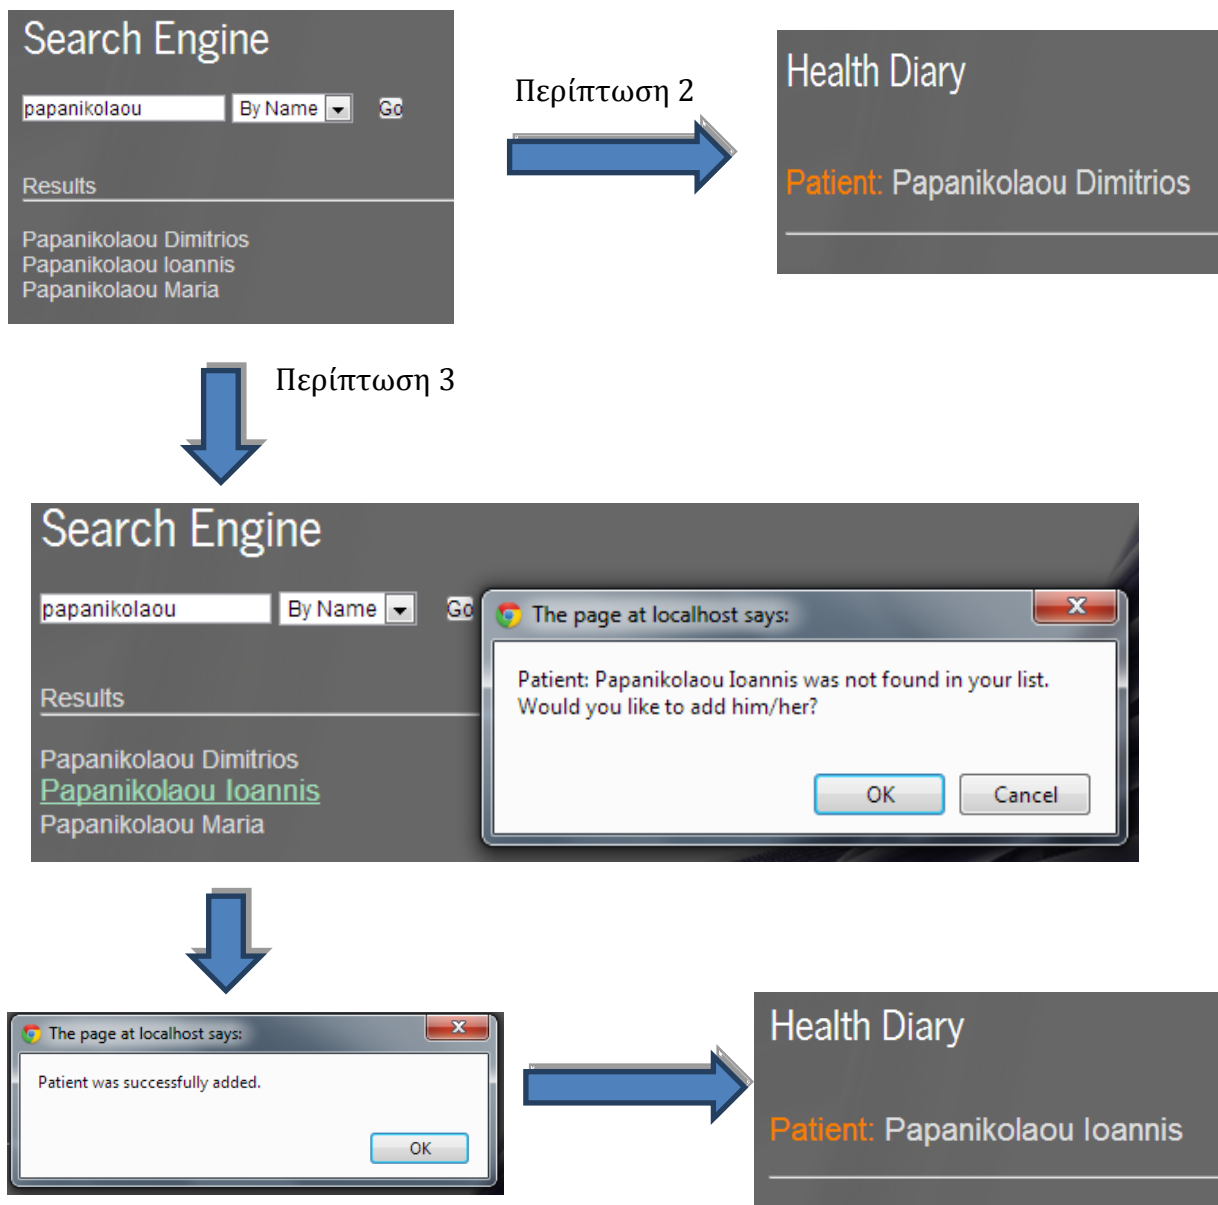 Search Engine
papanikolaou By Name Go
Results
Papanikolaou Dimitrios
Papanikolaou Ioannis
Papanikolaou Maria
Περίπτωση 2
Health Diary
Patient: Papanikolaou Dimitrios
Περίπτωση 3
Search Engine
papanikolaou By Name Go
Results
Papanikolaou Dimitrios
Papanikolaou Ioannis
Papanikolaou Maria
The page at localhost says:
Patient: Papanikolaou Ioannis was not found in your list.
Would you like to add him/her?
OK Cancel
The page at localhost says:
Patient was successfully added.
OK
Health Diary
Patient: Papanikolaou Ioannis